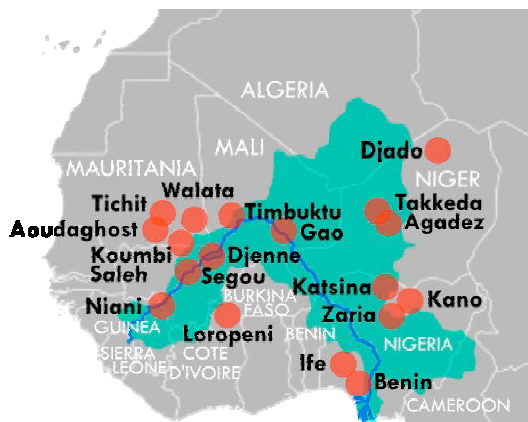 ALGERIA
MALI
Djado
MAURITANIA
NIGER
Walata
Tichit
Takkeda
Timbuktu
Agadez
Aoudaghost
Gao
Koumbi
Saleh
Djenne
Segou
Katsina
BURKINA
FASO
Niani
Kano
Zaria
GUINEA
Loropeni
BENIN
NIGERIA
SIERRA
LEONE
COTE
D'IVOIRE
Ife
Benin
CAMEROON